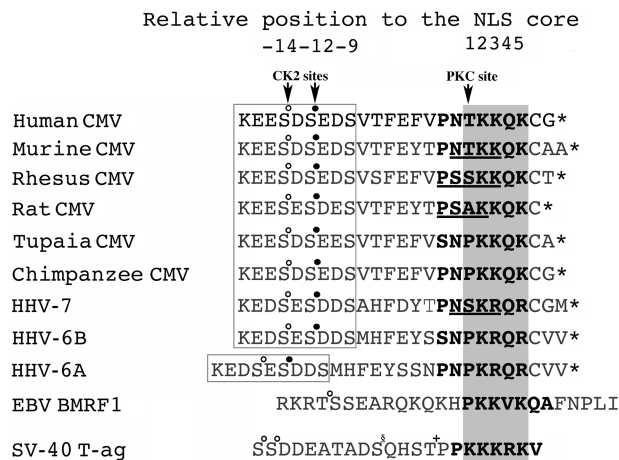 Relative position to the NLS core
-14-12-9 12345
CK2 sites PKC site
Human CMV KEESDSEDSVTFEFVPNTKKQKCG*
Murine CMV KEESDSEDSVTFEYTPNTKKQKCAA*
Rhesus CMV KEESDSEDSVSFEFVPSSKKQKCT*
Rat CMV KEESESDESVTFEYTPSAKKQKC*
Tupaia CMV KEESDSEESVTFEFVSNPKKQKCA*
Chimpanzee CMV KEESDSEDSVTFEFVPNPKKQKCG*
HHV-7 KEDSESDDSAHFDYTPNSKRQRCGM*
HHV-6B KEDSESDDSMHFEYSSNPKRQRCVV*
HHV-6A KEDSESDDSMHFEYSSNPNPKRQRCVV*
EBV BMRF1 RKRTSSEARQKQKHPKKVKQAFNPLI
SV-40 T-ag SSDDEATADSQHSTPPKKKRKV